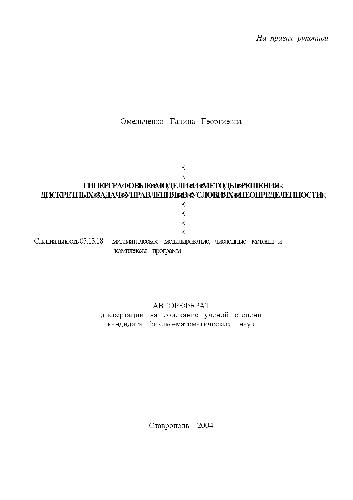 На правах рукописи
Омельченко Галина Георгиевна
ГИПЕРГРАФОВЫЕ МОДЕЛИ И МЕТОДЫ РЕШЕНИЯ
ДИСКРЕТНЫХ ЗАДАЧ УПРАВЛЕНИЯ В УСЛОВИЯХ НЕОПРЕДЕЛЕННОСТИ
Специальность 05.13.18 математическое моделирование, численные методы и
комплексы программ
АВТОРЕФЕРАТ
диссертации на соискание ученой степени
кандидата физико-математических наук
Ставрополь 2004